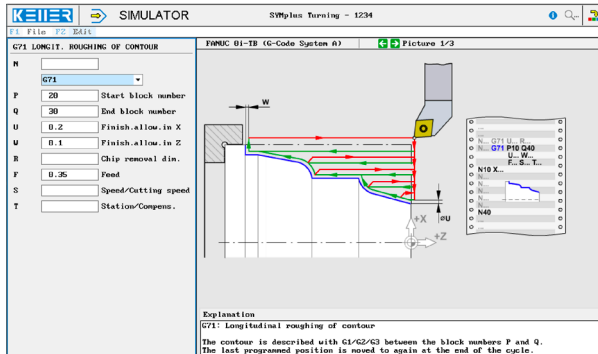 KELLER SIMULATOR SYMplus Turning - 1234
F1 File F2 Edit
G71 LONGIT. ROUGHING OF CONTOUR
FANUC 0i-TB (G-Code System A) Picture 1/3
N
G71
P 20 Start block number
Q 30 End block number
U 0.2 Finish.allow.in X
W 0.1 Finish.allow.in Z
R Chip removal dim.
F 0.35 Feed
S Speed/Cutting speed
T Station/Compens.
W
øU
+X
+Z
...
...
N... G71 U... R...
N... G71 P10 Q40
U... W...
F... S... T...
N10 X...
N...
N...
N...
N...
N40
...
...
Explanation
G71: Longitudinal roughing of contour
The contour is described with G1/G2/G3 between the block numbers P and Q.
The last programmed position is moved to again at the end of the cycle.